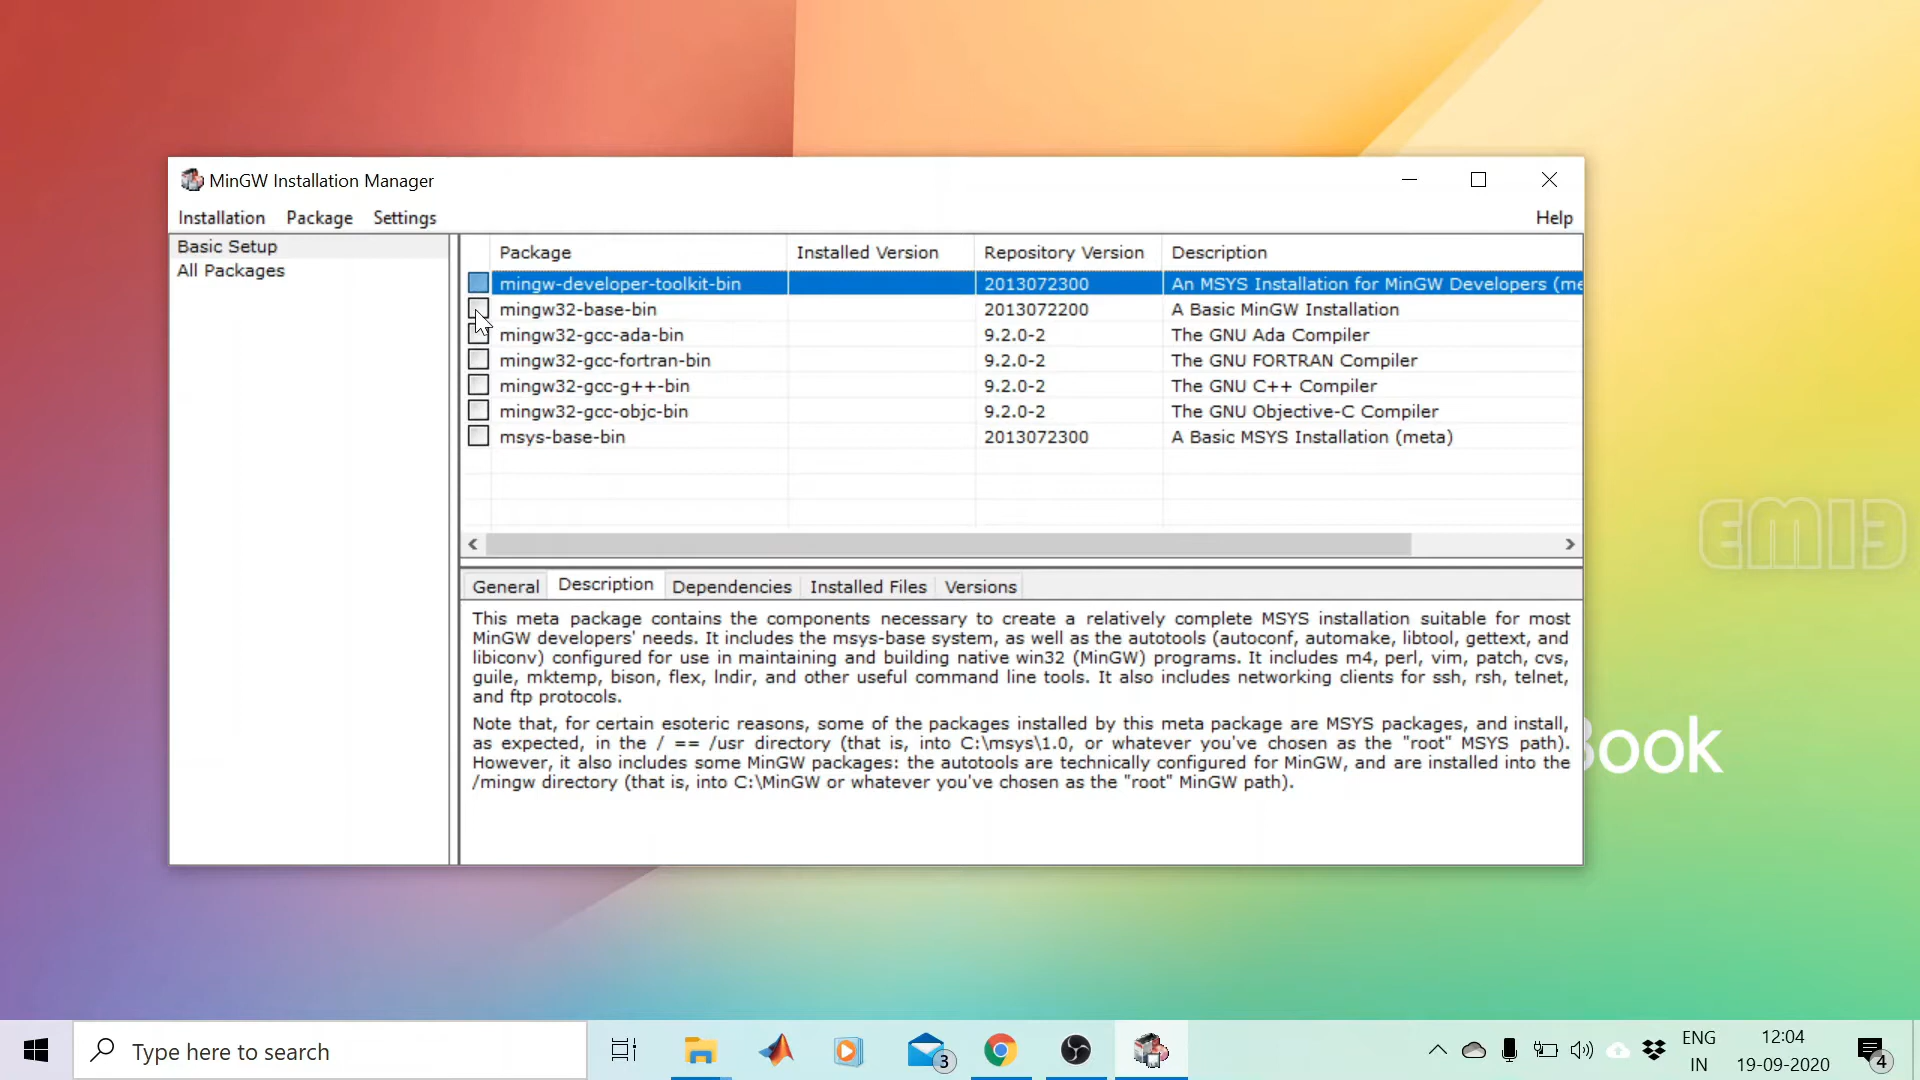 MinGW Installation Manager
Installation Package Settings Help
Basic Setup
All Packages
Package Installed Version Repository Version Description
mingw-developer-toolkit-bin 2013072300 An MSYS Installation for MinGW Developers (me
mingw32-base-bin 2013072200 A Basic MinGW Installation
mingw32-gcc-ada-bin 9.2.0-2 The GNU Ada Compiler
mingw32-gcc-fortran-bin 9.2.0-2 The GNU FORTRAN Compiler
mingw32-gcc-g++-bin 9.2.0-2 The GNU C++ Compiler
mingw32-gcc-objc-bin 9.2.0-2 The GNU Objective-C Compiler
msys-base-bin 2013072300 A Basic MSYS Installation (meta)
General Description Dependencies Installed Files Versions
This meta package contains the components necessary to create a relatively complete MSYS installation suitable for most
MinGW developers' needs. It includes the msys-base system, as well as the autotools (autoconf, automake, libtool, gettext, and
libiconv) configured for use in maintaining and building native win32 (MinGW) programs. It includes m4, perl, vim, patch, cvs,
guile, mktemp, bison, flex, lndir, and other useful command line tools. It also includes networking clients for ssh, rsh, telnet,
and ftp protocols.
Note that, for certain esoteric reasons, some of the packages installed by this meta package are MSYS packages, and install,
as expected, in the / == /usr directory (that is, into C:\msys\1.0, or whatever you've chosen as the "root" MSYS path).
However, it also includes some MinGW packages: the autotools are technically configured for MinGW, and are installed into the
/mingw directory (that is, into C:\MinGW or whatever you've chosen as the "root" MinGW path).
Book
Type here to search
3
ENG
IN
12:04
19-09-2020
4